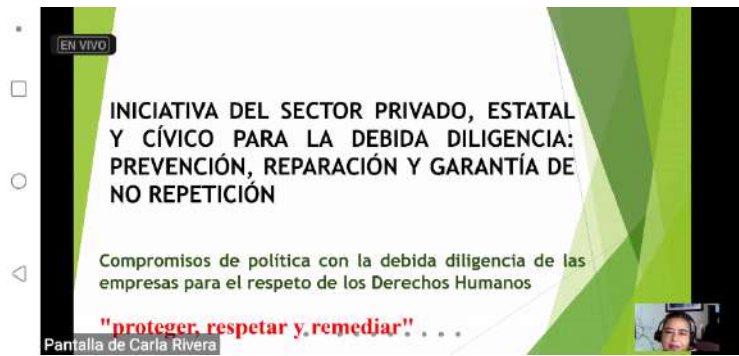 EN VIVO
INICIATIVA DEL SECTOR PRIVADO, ESTATAL
Y CÍVICO PARA LA DEBIDA DILIGENCIA:
PREVENCIÓN, REPARACIÓN Y GARANTÍA DE
NO REPETICIÓN
Compromisos de política con la debida diligencia de las
empresas para el respeto de los Derechos Humanos
"proteger, respetar y remediar"
Pantalla de Carla Rivera